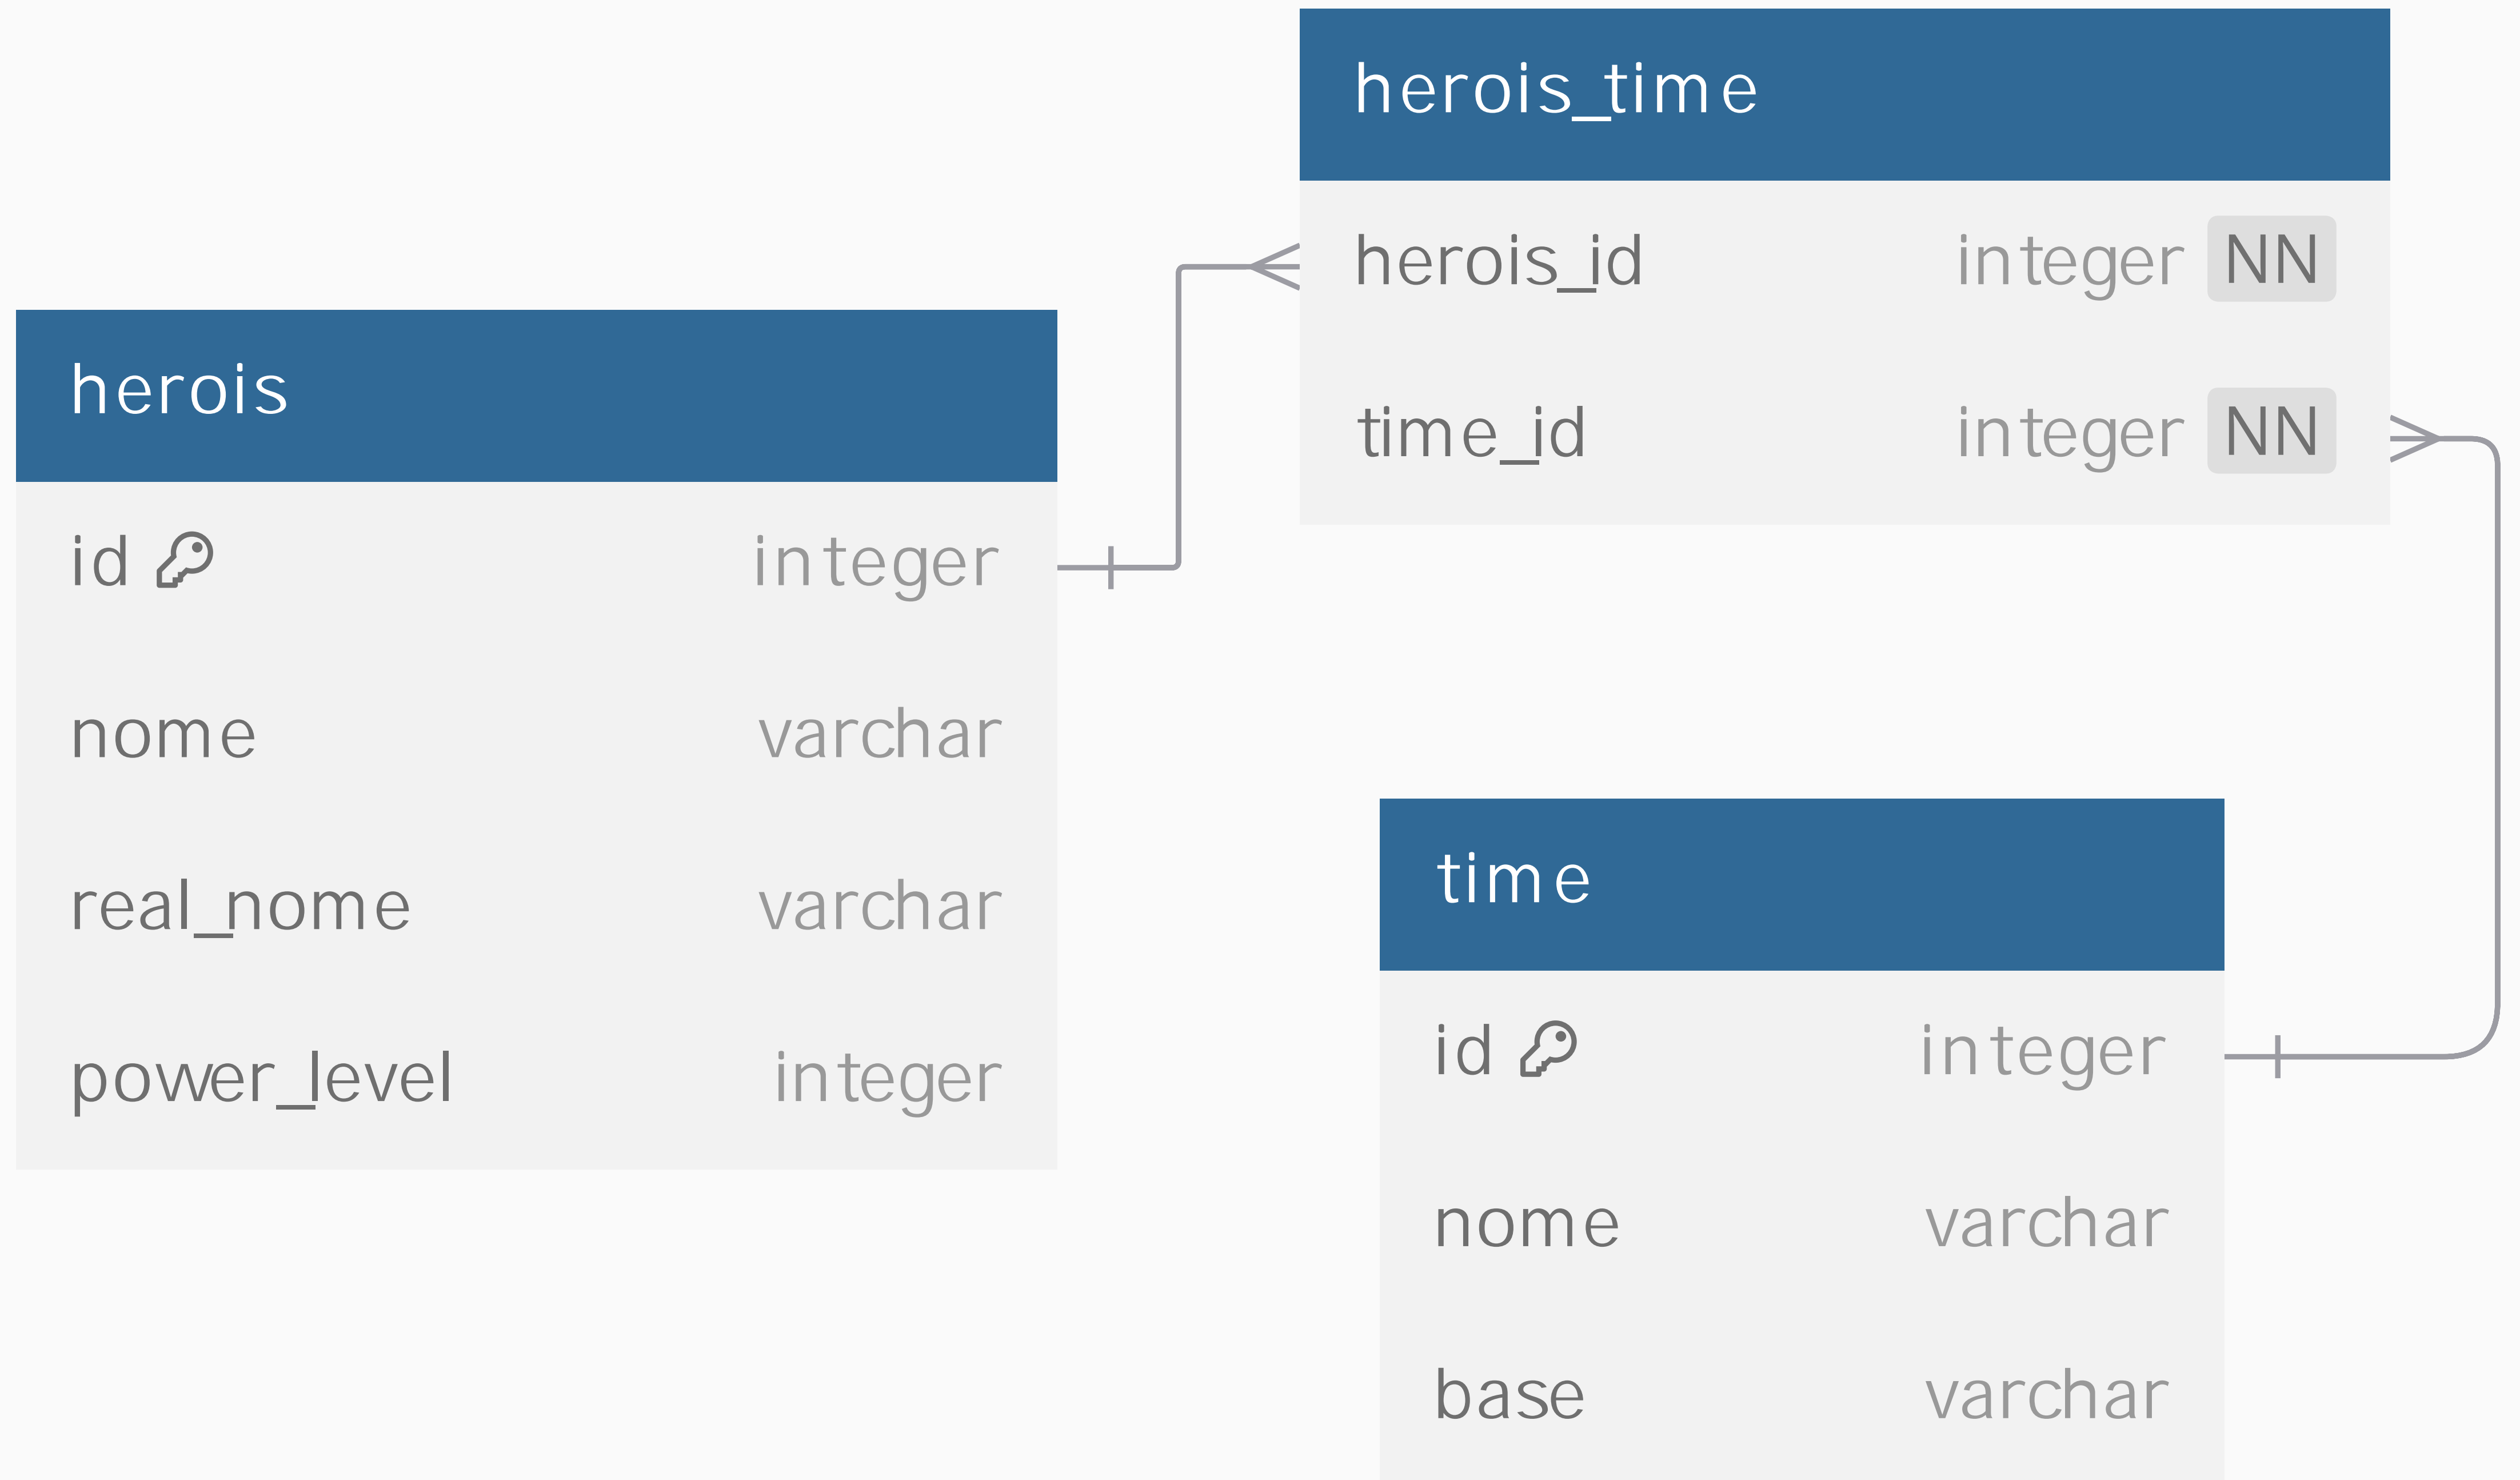 herois_time
herois_id integer NN
time_id integer NN
herois
id integer
nome varchar
real_nome varchar
power_level integer
time
id integer
nome varchar
base varchar